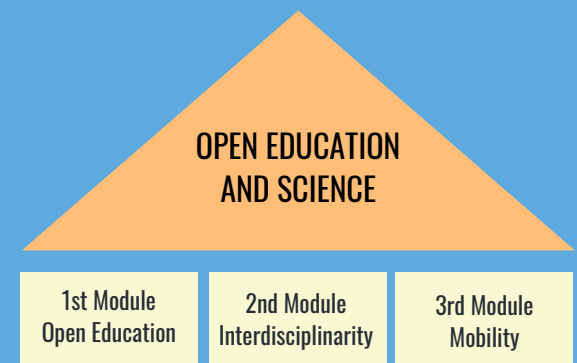 OPEN EDUCATION
AND SCIENCE
1st Module
Open Education
2nd Module
Interdisciplinarity
3rd Module
Mobility